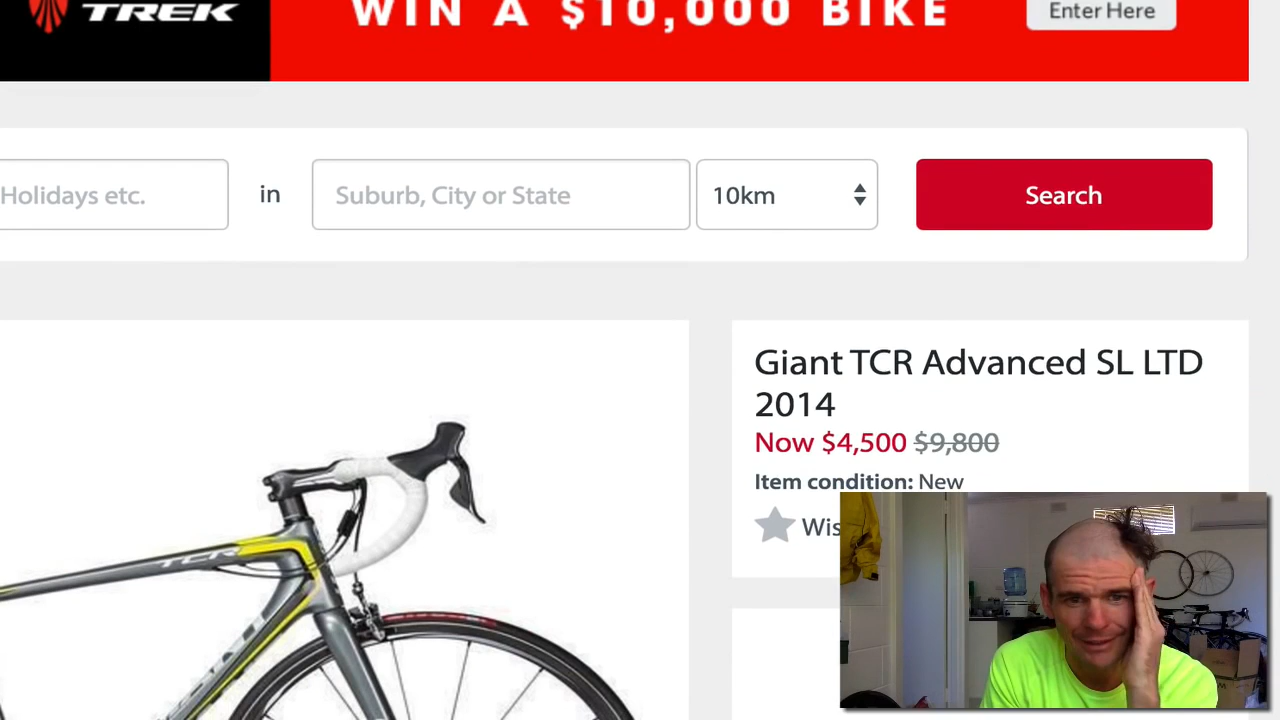 TREK
WIN A $10,000 BIKE
Enter Here
Holidays etc.
in
Suburb, City or State
10km
Search
Giant TCR Advanced SL LTD
2014
Now $4,500 $9,800
Item condition: New
Wis
TCR